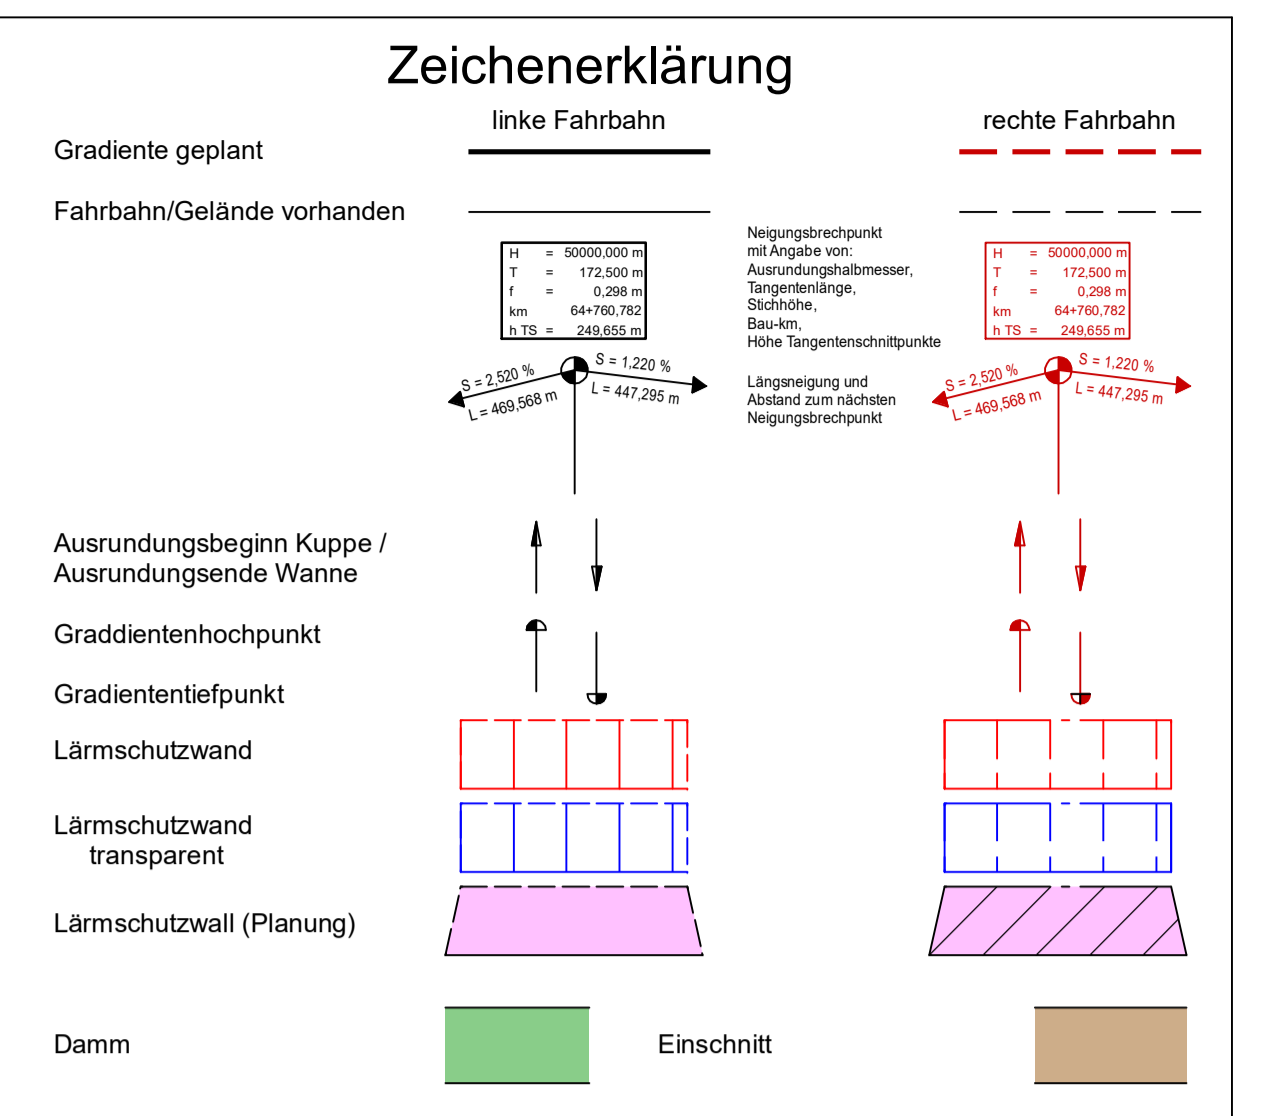 Zeichenerklärung
linke Fahrbahn
rechte Fahrbahn
Gradiente geplant
Fahrbahn/Gelände vorhanden
H = 50000,000 m
T = 172,500 m
f = 0,298 m
km 64+760,782
h TS = 249,655 m
Neigungsbrechpunkt
mit Angabe von:
Ausrundungshalbmesser,
Tangentenlänge,
Stichhöhe,
Bau-km,
Höhe Tangentenschnittpunkte
H = 50000,000 m
T = 172,500 m
f = 0,298 m
km 64+760,782
h TS = 249,655 m
S = 2,520 %
L = 469,568 m
S = 1,220 %
L = 447,295 m
Längsneigung und
Abstand zum nächsten
Neigungsbrechpunkt
S = 2,520 %
L = 469,568 m
S = 1,220 %
L = 447,295 m
Ausrundungsbeginn Kuppe /
Ausrundungsende Wanne
Graddientenhochpunkt
Gradiententiefpunkt
Lärmschutzwand
Lärmschutzwand
transparent
Lärmschutzwall (Planung)
Damm
Einschnitt